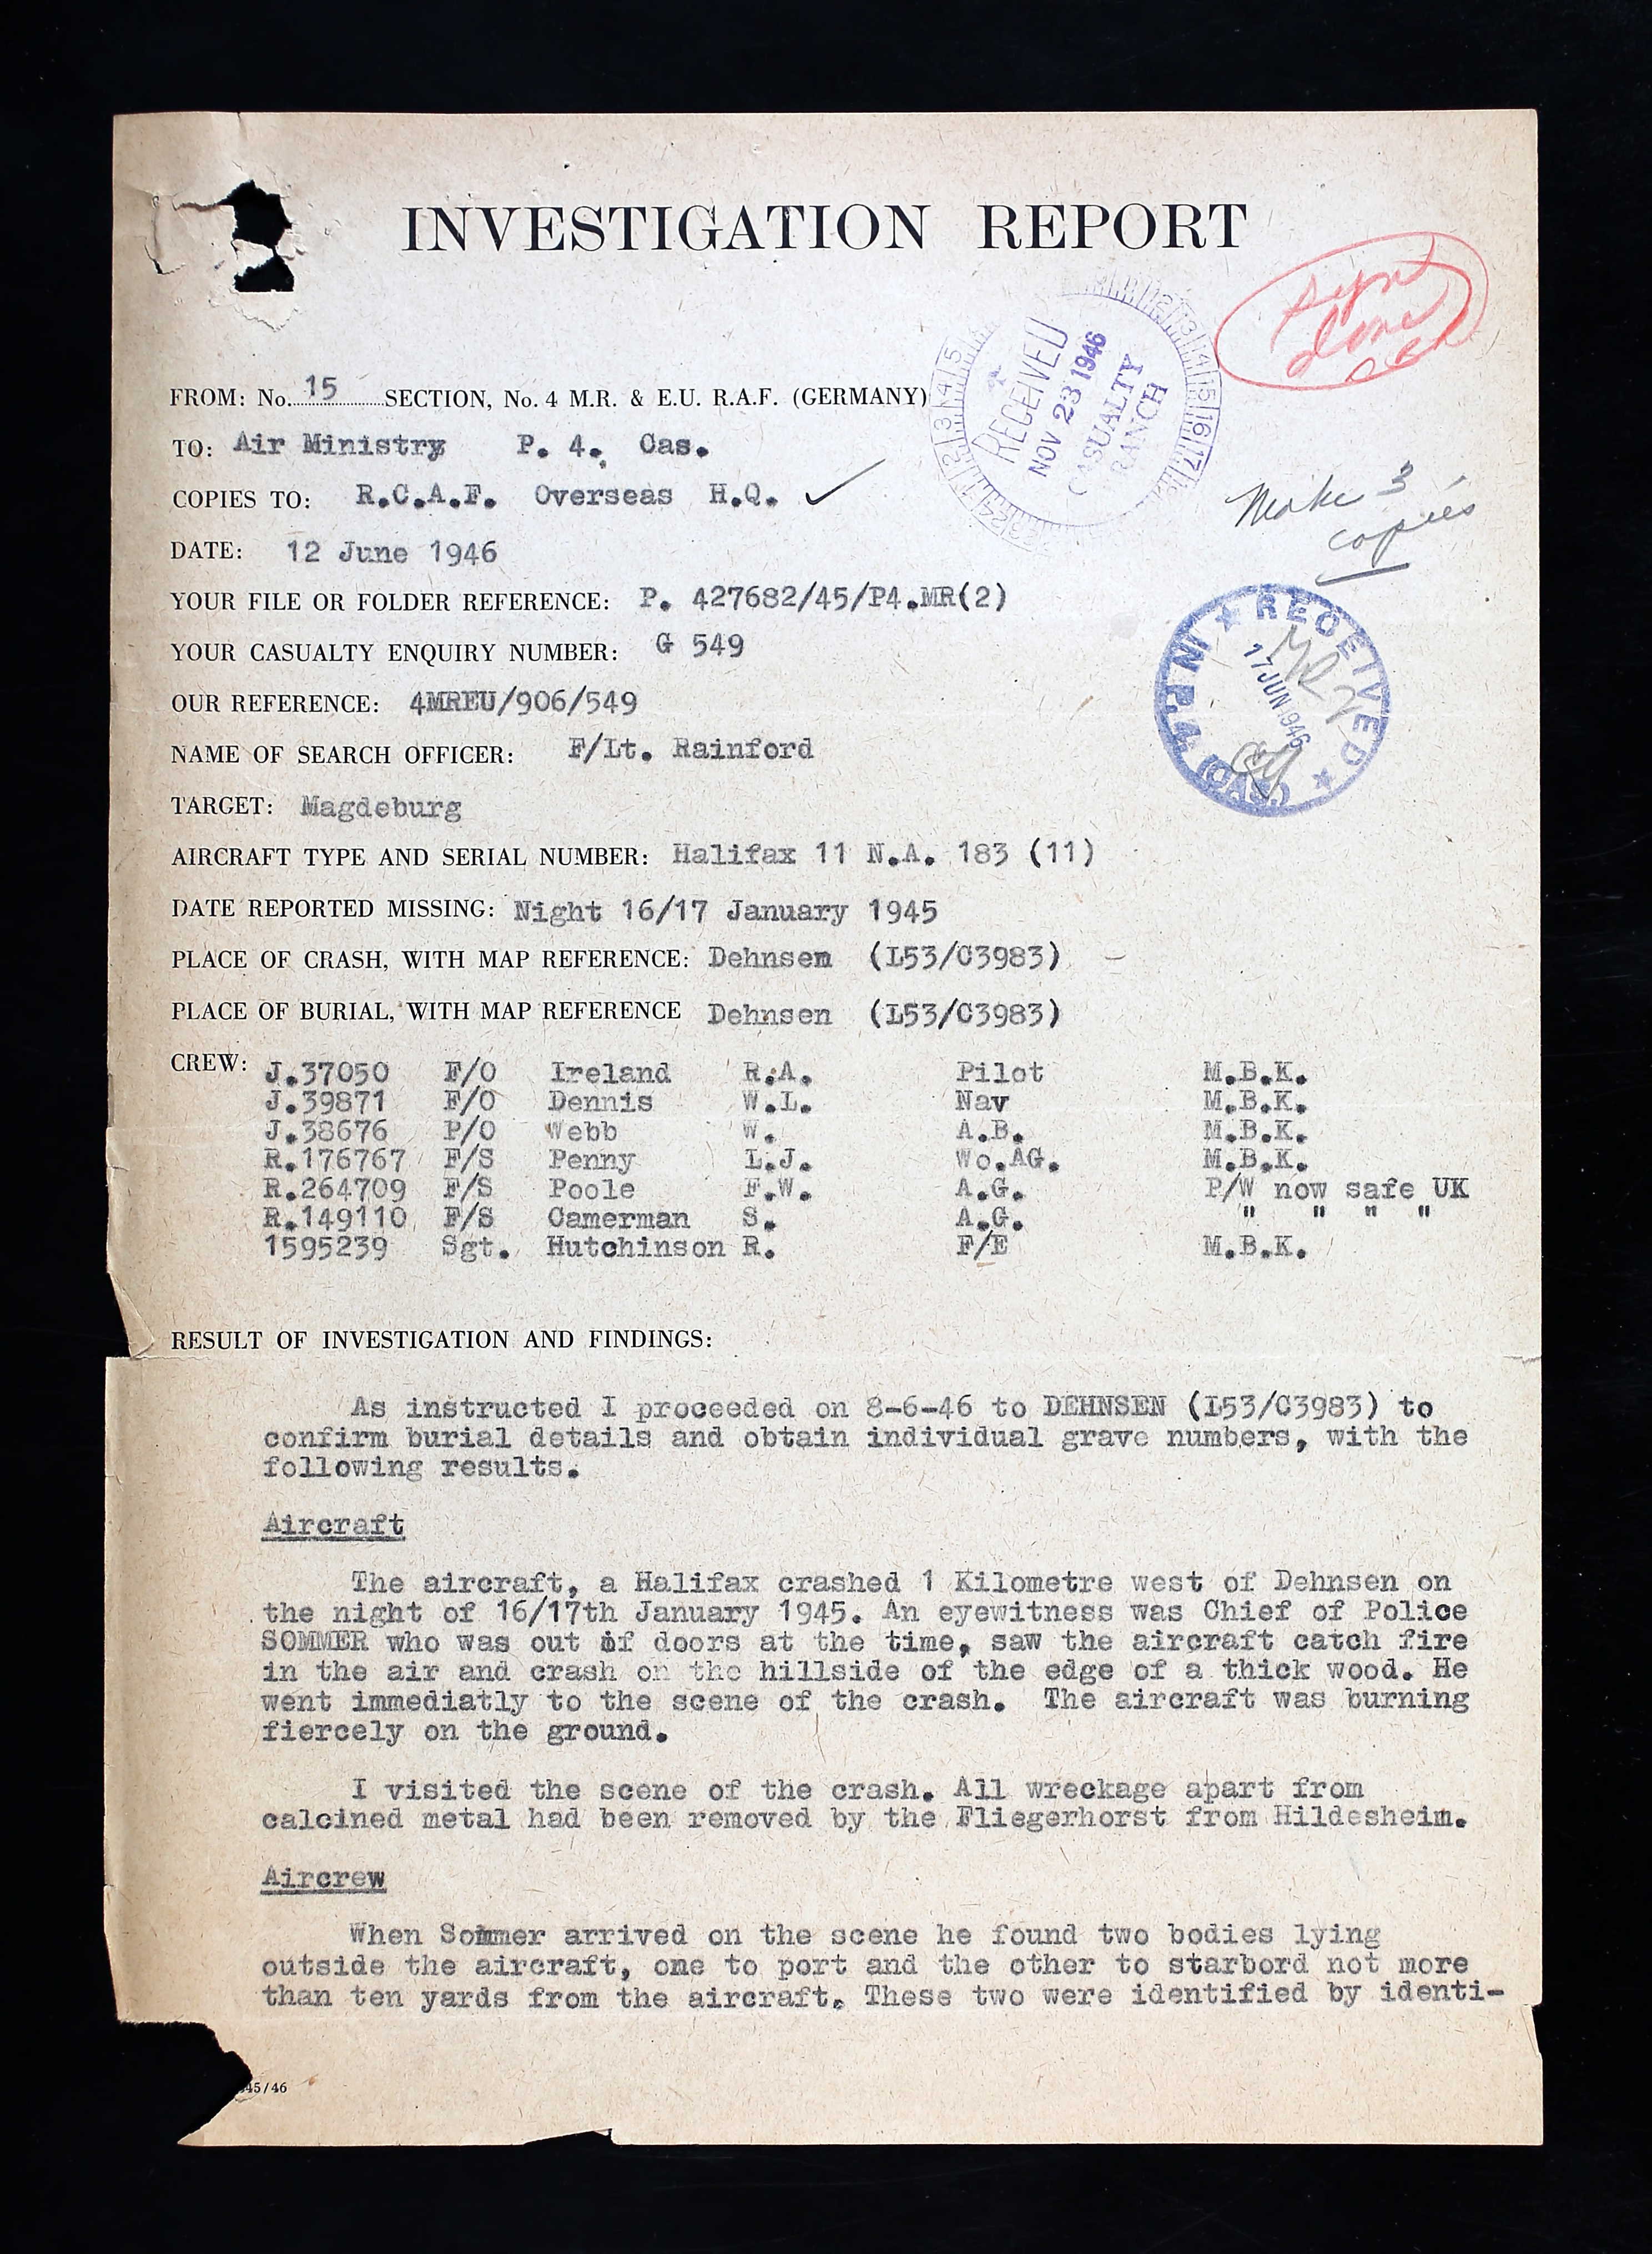 INVESTIGATION REPORT
FROM: No. 15 SECTION, No. 4 M.R. & E.U. R.A.F. (GERMANY)
RECEIVED
NOV 23 1946
CASUALTY
RANCH
TO: Air Ministry P. 4. Cas.
COPIES TO: R.C.A.F. Overseas H.Q. ✓
Make 3
copies
DATE: 12 June 1946
YOUR FILE OR FOLDER REFERENCE: P. 427682/45/P4.MR(2)
YOUR CASUALTY ENQUIRY NUMBER: G 549
RECEIVED
17 JUN 1946
OUR REFERENCE: 4MREU/906/549
NAME OF SEARCH OFFICER: F/Lt. Rainford
TARGET: Magdeburg
AIRCRAFT TYPE AND SERIAL NUMBER: Halifax 11 N.A. 183 (11)
DATE REPORTED MISSING: Night 16/17 January 1945
PLACE OF CRASH, WITH MAP REFERENCE: Dehnsen (L53/C3983)
PLACE OF BURIAL, WITH MAP REFERENCE Dehnsen (L53/C3983)
CREW: J.37050 F/O Ireland R.A. Pilot M.B.K.
J.39871 F/O Dennis W.L. Nav M.B.K.
J.38676 P/O Webb W. A.B. M.B.K.
R.176767 F/S Penny L.J. Wo.AG. M.B.K.
R.264709 F/S Poole F.W. A.G. P/W now safe UK
R.149110 F/S Camerman S. A.G. " " " "
1595239 Sgt. Hutchinson R. F/E M.B.K.
RESULT OF INVESTIGATION AND FINDINGS:
As instructed I proceeded on 8-6-46 to DEHNSEN (L53/C3983) to
confirm burial details and obtain individual grave numbers, with the
following results.
Aircraft
The aircraft, a Halifax crashed 1 Kilometre west of Dehnsen on
the night of 16/17th January 1945. An eyewitness was Chief of Police
SOMMER who was out of doors at the time, saw the aircraft catch fire
in the air and crash on the hillside of the edge of a thick wood. He
went immediatly to the scene of the crash. The aircraft was burning
fiercely on the ground.
I visited the scene of the crash. All wreckage apart from
calcined metal had been removed by the Fliegerhorst from Hildesheim.
Aircrew
When Sommer arrived on the scene he found two bodies lying
outside the aircraft, one to port and the other to starbord not more
than ten yards from the aircraft. These two were identified by identi-
45/46